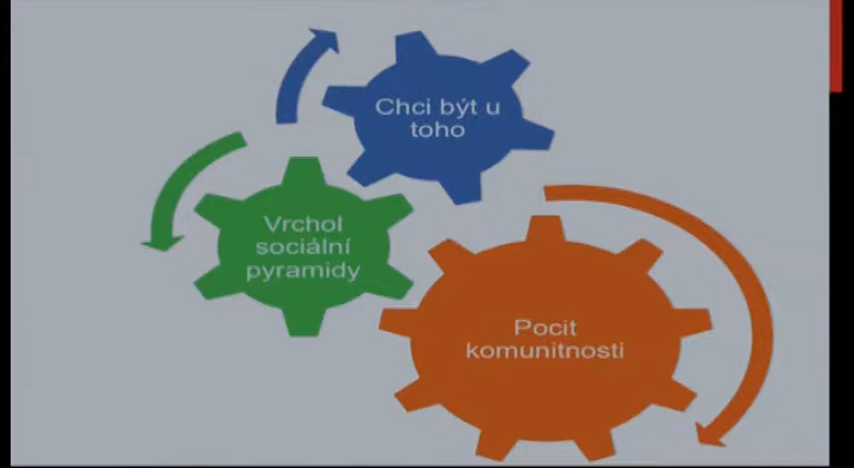 Chci být u
toho
Vrchol
sociální
pyramidy
Pocit
komunitnosti